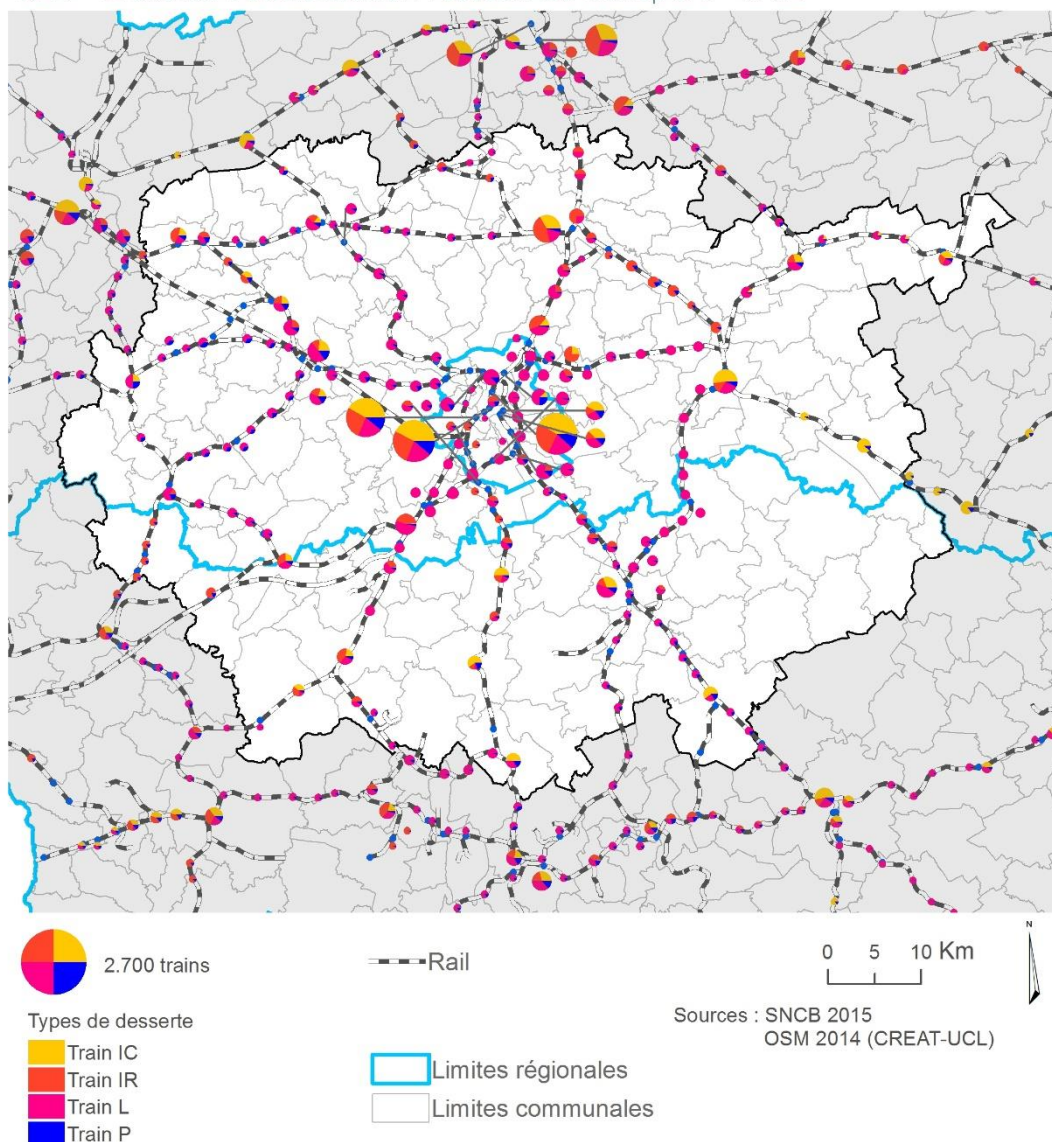 2.700 trains
Rail
0 5 10 Km
N
Types de desserte
Train IC
Train IR
Train L
Train P
Limites régionales
Limites communales
Sources : SNCB 2015
OSM 2014 (CREAT-UCL)